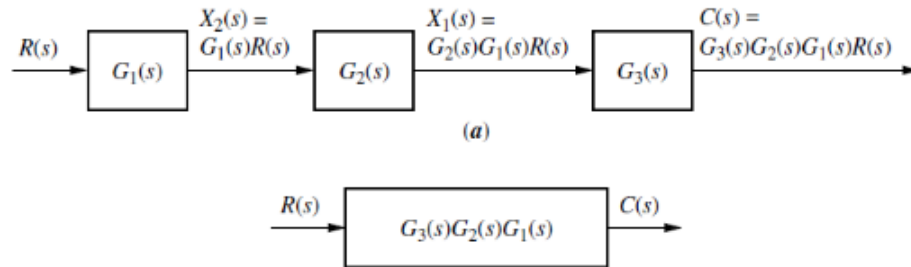 X₂(s) =
X₁(s) =
C(s) =
R(s)
G₁(s)R(s)
G₂(s)G₁(s)R(s)
G₃(s)G₂(s)G₁(s)R(s)
G₁(s)
G₂(s)
G₃(s)
(a)
R(s)
C(s)
G₃(s)G₂(s)G₁(s)